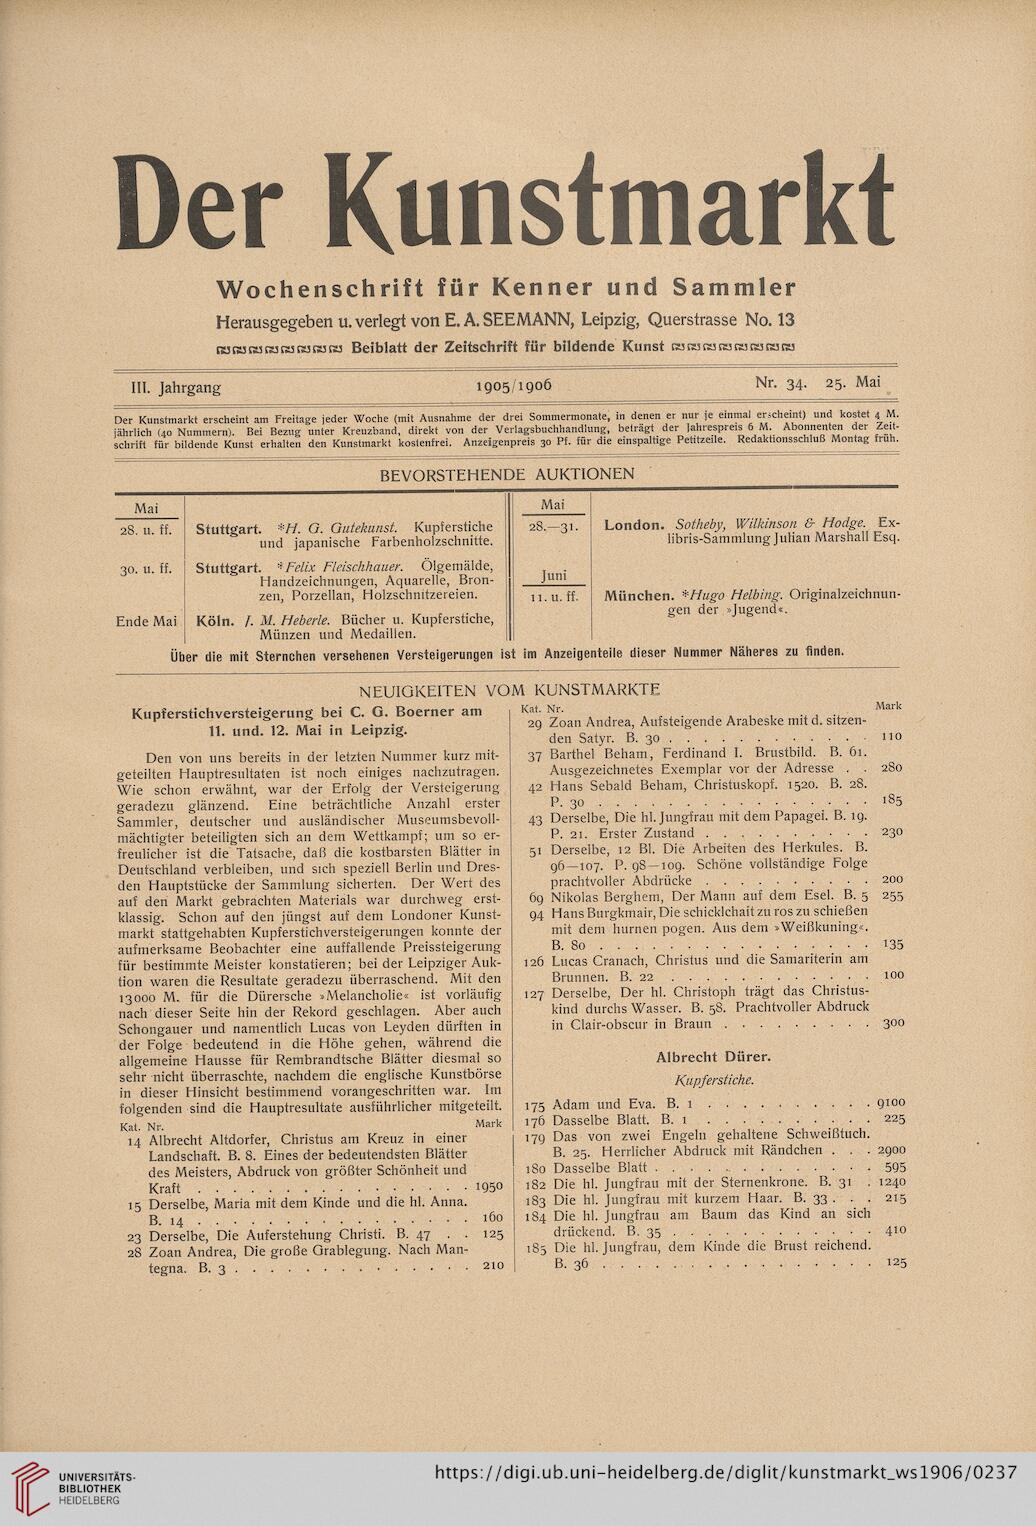 Der Kunstmarkt
Wochenschrift für Kenner und Sammler
Herausgegeben u. verlegt von E. A. SEEMANN, Leipzig, Querstrasse No. 13
Beiblatt der Zeitschrift für bildende Kunst
III. Jahrgang 1905/1906 Nr. 34. 25. Mai
Der Kunstmarkt erscheint am Freitage jeder Woche (mit Ausnahme der drei Sommermonate, in denen er nur je einmal erscheint) und kostet 4 M.
jährlich (40 Nummern). Bei Bezug unter Kreuzband, direkt von der Verlagsbuchhandlung, beträgt der Jahrespreis 6 M. Abonnenten der Zeit-
schrift für bildende Kunst erhalten den Kunstmarkt kostenfrei. Anzeigenpreis 30 Pf. für die einspaltige Petitzeile. Redaktionsschluß Montag früh.
BEVORSTEHENDE AUKTIONEN
Mai
28. u. ff. Stuttgart. *H. G. Gutekunst. Kupferstiche
und japanische Farbenholzschnitte.
30. u. ff. Stuttgart. *Felix Fleischhauer. Ölgemälde,
Handzeichnungen, Aquarelle, Bron-
zen, Porzellan, Holzschnitzereien.
Ende Mai Köln. J. M. Heberle. Bücher u. Kupferstiche,
Münzen und Medaillen.
Mai
28.—31. London. Sotheby, Wilkinson & Hodge. Ex-
libris-Sammlung Julian Marshall Esq.
Juni
11. u. ff. München. *Hugo Helbing. Originalzeichnun-
gen der »Jugend«.
Über die mit Sternchen versehenen Versteigerungen ist im Anzeigenteile dieser Nummer Näheres zu finden.
NEUIGKEITEN VOM KUNSTMARKTE
Kupferstichversteigerung bei C. G. Boerner am
11. und. 12. Mai in Leipzig.
Den von uns bereits in der letzten Nummer kurz mit-
geteilten Hauptresultaten ist noch einiges nachzutragen.
Wie schon erwähnt, war der Erfolg der Versteigerung
geradezu glänzend. Eine beträchtliche Anzahl erster
Sammler, deutscher und ausländischer Museumsbevoll-
mächtigter beteiligten sich an dem Wettkampf; um so er-
freulicher ist die Tatsache, daß die kostbarsten Blätter in
Deutschland verbleiben, und sich speziell Berlin und Dres-
den Hauptstücke der Sammlung sicherten. Der Wert des
auf den Markt gebrachten Materials war durchweg erst-
klassig. Schon auf den jüngst auf dem Londoner Kunst-
markt stattgehabten Kupferstichversteigerungen konnte der
aufmerksame Beobachter eine auffallende Preissteigerung
für bestimmte Meister konstatieren; bei der Leipziger Auk-
tion waren die Resultate geradezu überraschend. Mit den
13000 M. für die Dürersche »Melancholie« ist vorläufig
nach dieser Seite hin der Rekord geschlagen. Aber auch
Schongauer und namentlich Lucas von Leyden dürften in
der Folge bedeutend in die Höhe gehen, während die
allgemeine Hausse für Rembrandtsche Blätter diesmal so
sehr nicht überraschte, nachdem die englische Kunstbörse
in dieser Hinsicht bestimmend vorangeschritten war. Im
folgenden sind die Hauptresultate ausführlicher mitgeteilt.
Kat. Nr. Mark
14 Albrecht Altdorfer, Christus am Kreuz in einer
Landschaft. B. 8. Eines der bedeutendsten Blätter
des Meisters, Abdruck von größter Schönheit und
Kraft . . . . . . . . . . . . . . . . 1950
15 Derselbe, Maria mit dem Kinde und die hl. Anna.
B. 14 . . . . . . . . . . . . . . . . 160
23 Derselbe, Die Auferstehung Christi. B. 47 . . 125
28 Zoan Andrea, Die große Grablegung. Nach Man-
tegna. B. 3 . . . . . . . . . . . . . . 210
Kat. Nr. Mark
29 Zoan Andrea, Aufsteigende Arabeske mit d. sitzen-
den Satyr. B. 30 . . . . . . . . . . . . 110
37 Barthel Beham, Ferdinand I. Brustbild. B. 61.
Ausgezeichnetes Exemplar vor der Adresse . . 280
42 Hans Sebald Beham, Christuskopf. 1520. B. 28.
P. 30 . . . . . . . . . . . . . . . . 185
43 Derselbe, Die hl. Jungfrau mit dem Papagei. B. 19.
P. 21. Erster Zustand . . . . . . . . . . 230
51 Derselbe, 12 Bl. Die Arbeiten des Herkules. B.
96—107. P. 98—109. Schöne vollständige Folge
prachtvoller Abdrücke . . . . . . . . . . 200
69 Nikolas Berghem, Der Mann auf dem Esel. B. 5 255
94 Hans Burgkmair, Die schicklchait zu ros zu schießen
mit dem hurnen pogen. Aus dem »Weißkuning«.
B. 80 . . . . . . . . . . . . . . . . 135
126 Lucas Cranach, Christus und die Samariterin am
Brunnen. B. 22 . . . . . . . . . . . . 100
127 Derselbe, Der hl. Christoph trägt das Christus-
kind durchs Wasser. B. 58. Prachtvoller Abdruck
in Clair-obscur in Braun . . . . . . . . . 300
Albrecht Dürer.
Kupferstiche.
175 Adam und Eva. B. 1 . . . . . . . . . . 9100
176 Dasselbe Blatt. B. 1 . . . . . . . . . . 225
179 Das von zwei Engeln gehaltene Schweißtuch.
B. 25. Herrlicher Abdruck mit Rändchen . . . 2900
180 Dasselbe Blatt . . . . . . . . . . . . . 595
182 Die hl. Jungfrau mit der Sternenkrone. B. 31 . 1240
183 Die hl. Jungfrau mit kurzem Haar. B. 33 . . . 215
184 Die hl. Jungfrau am Baum das Kind an sich
drückend. B. 35 . . . . . . . . . . . . 410
185 Die hl. Jungfrau, dem Kinde die Brust reichend.
B. 36 . . . . . . . . . . . . . . . . 125
UNIVERSITÄTS-
BIBLIOTHEK
HEIDELBERG
https://digi.ub.uni-heidelberg.de/diglit/kunstmarkt_ws1906/0237